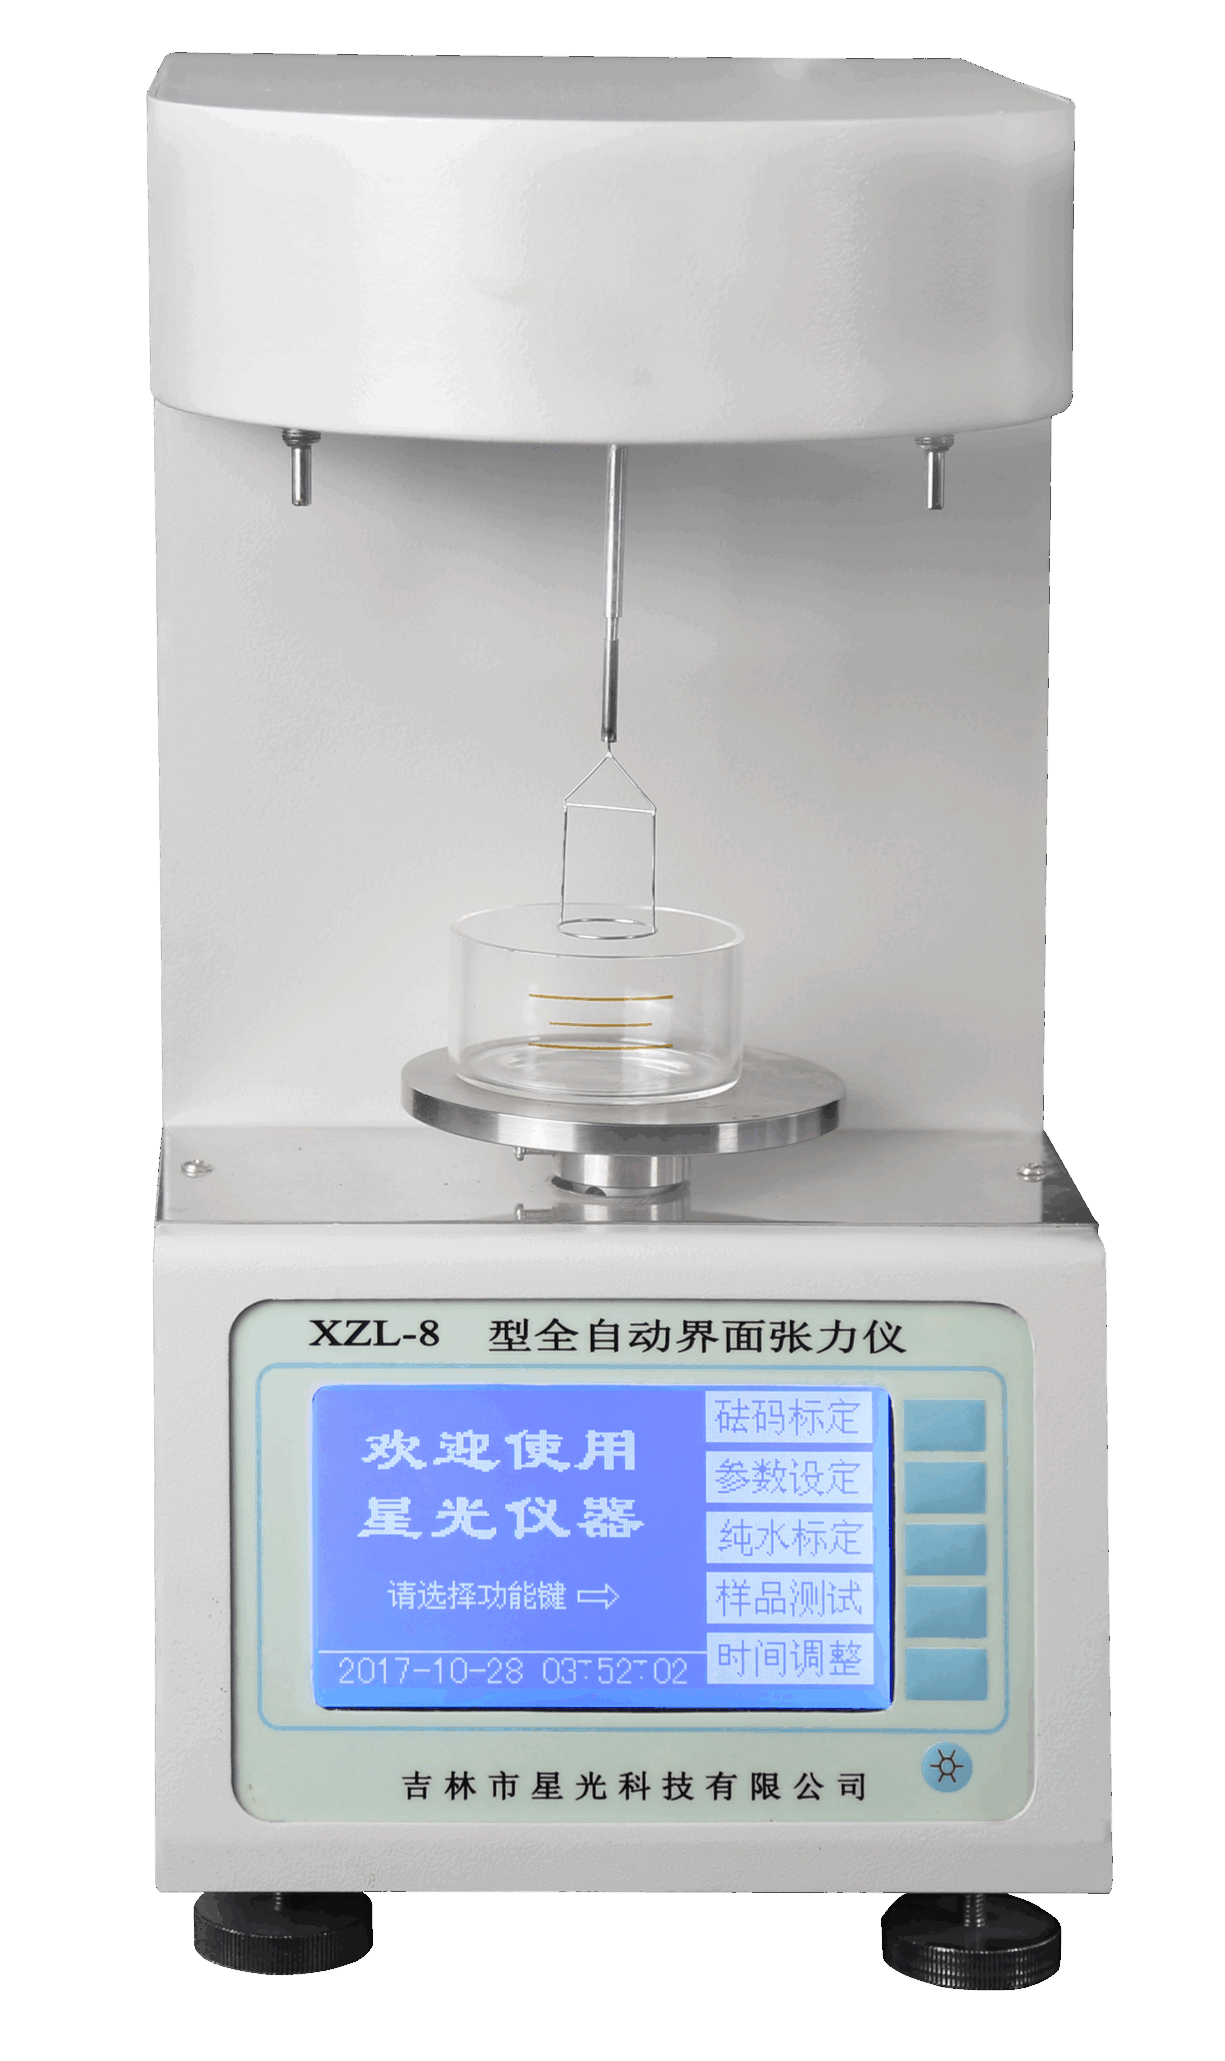 XZL-8 型全自动界面张力仪
欢迎使用
星光仪器
请选择功能键 ⇨
2017-10-28 03:52:02
砝码标定
参数设定
纯水标定
样品测试
时间调整
吉林市星光科技有限公司